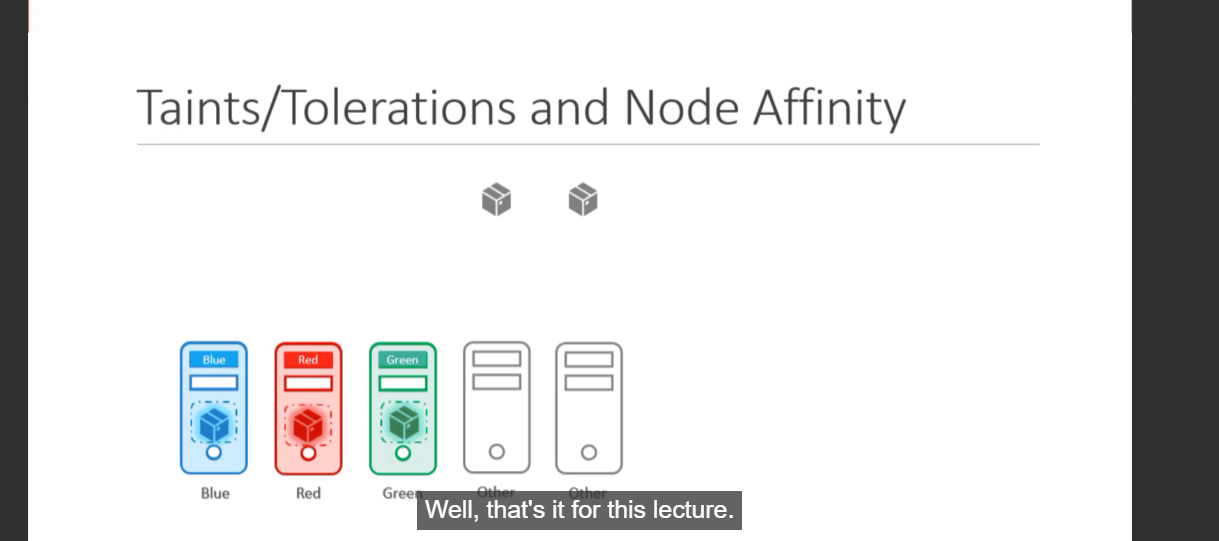 Taints/Tolerations and Node Affinity
Blue Red Green
Blue Red Green Other Other
Well, that's it for this lecture.